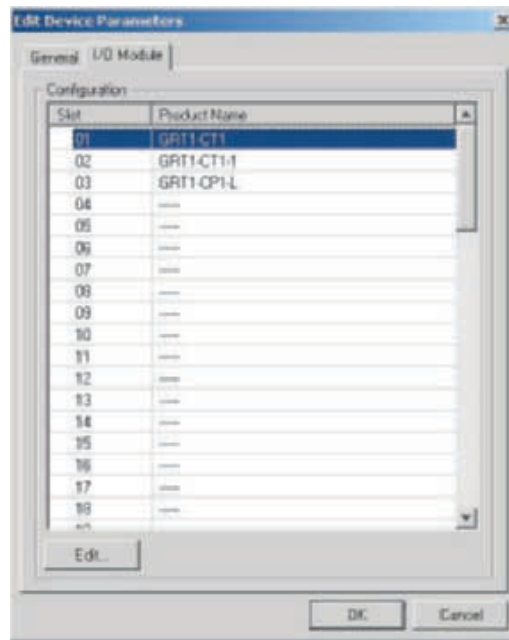 Edit Device Parameters
General I/O Module
Configuration
Slot Product Name
01 GRT1-CT1
02 GRT1-CT1-1
03 GRT1-CP1-L
04 ----
05 ----
06 ----
07 ----
08 ----
09 ----
10 ----
11 ----
12 ----
13 ----
14 ----
15 ----
16 ----
17 ----
18 ----
Edit...
OK Cancel